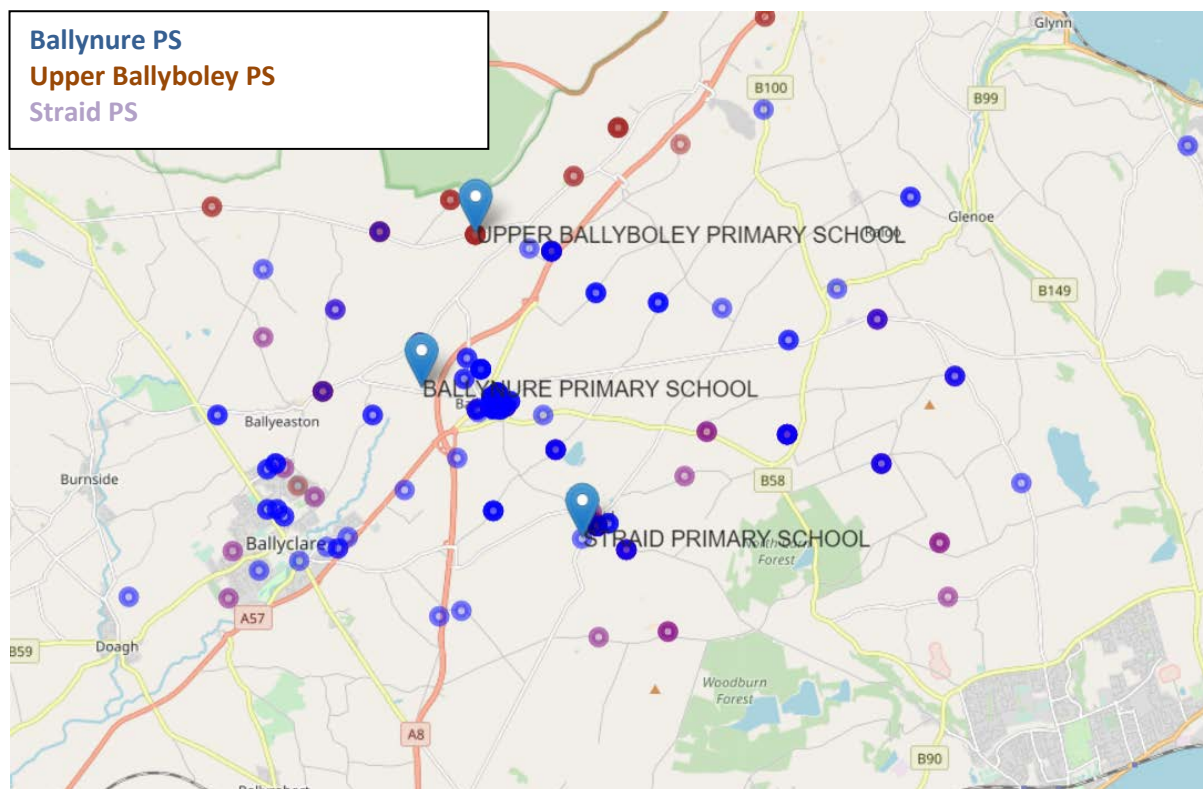 Ballynure PS
Upper Ballyboley PS
Straid PS
Glynn
B100
B99
Glenoe
UPPER BALLYBOLEY PRIMARY SCHOOL
B149
BALLYNURE PRIMARY SCHOOL
Ballyeaston
Burnside
B58
Ballyclare
STRAID PRIMARY SCHOOL
Forest
A57
Doagh
B59
Woodburn
Forest
A8
B90